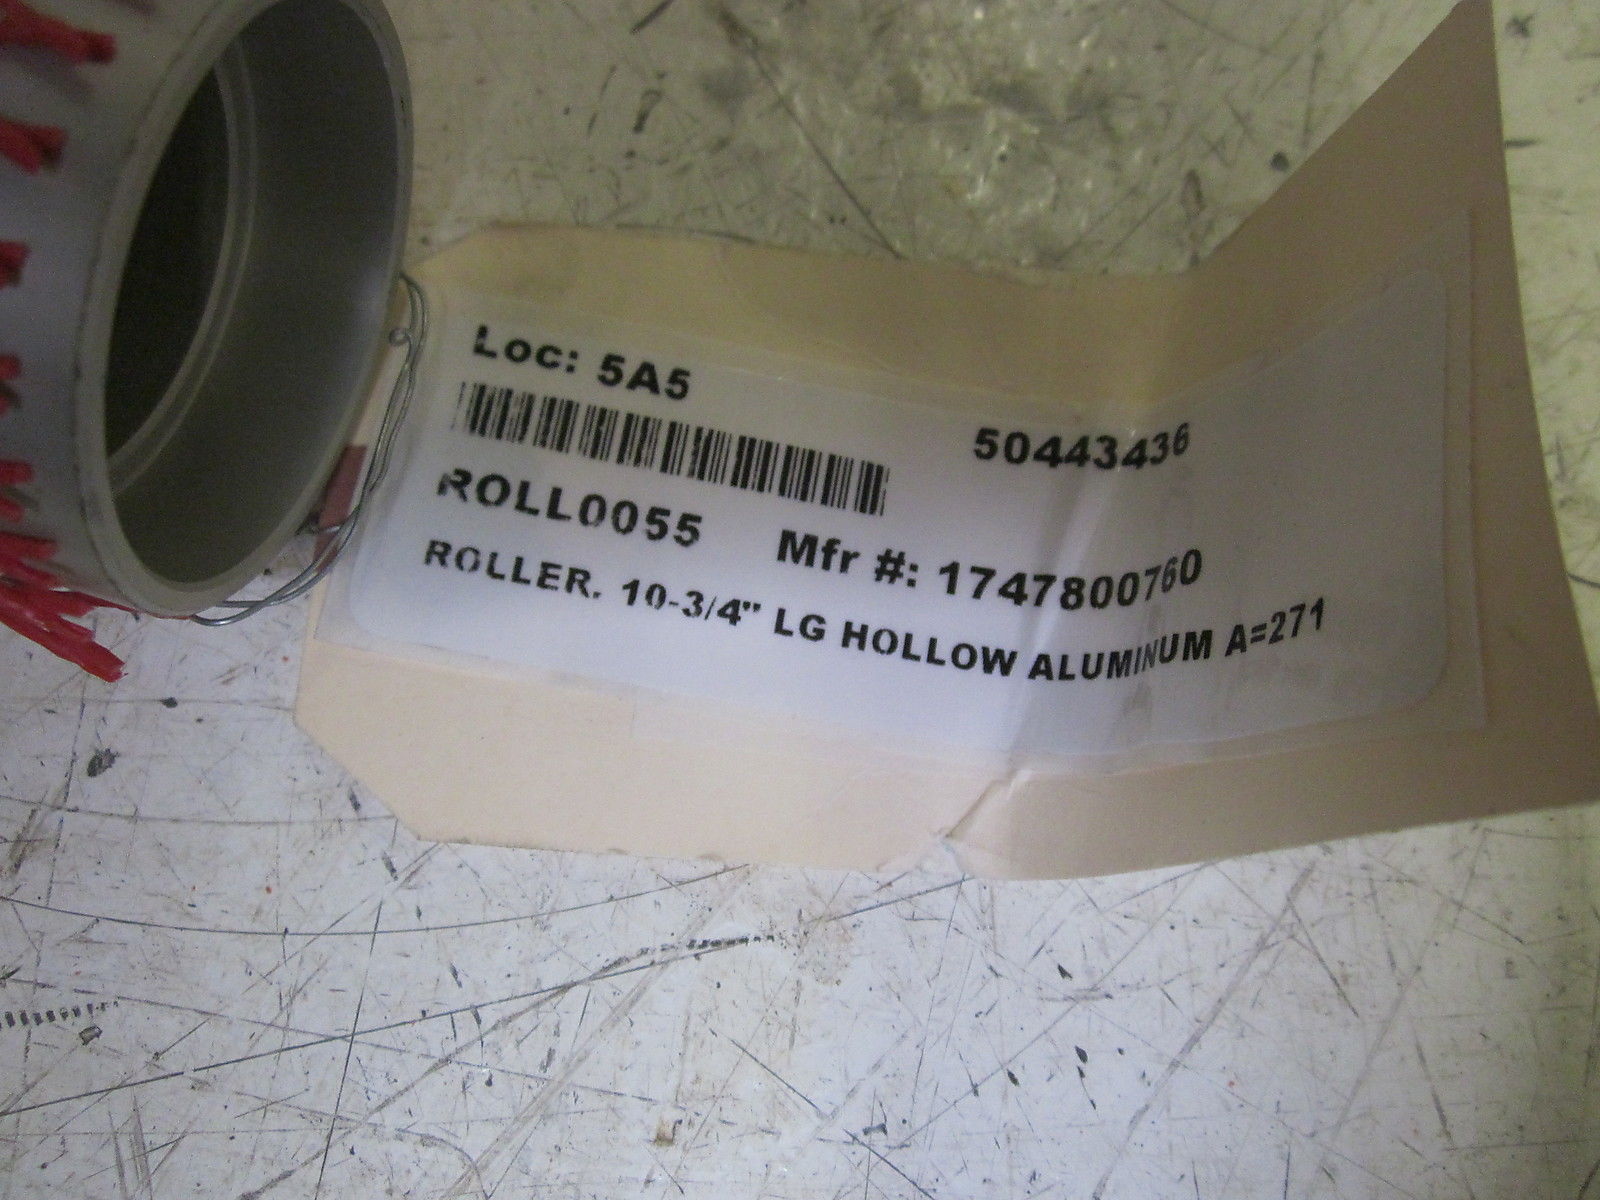 Loc: 5A5
50443436
ROLL0055 Mfr #: 1747800760
ROLLER. 10-3/4" LG HOLLOW ALUMINUM A=271